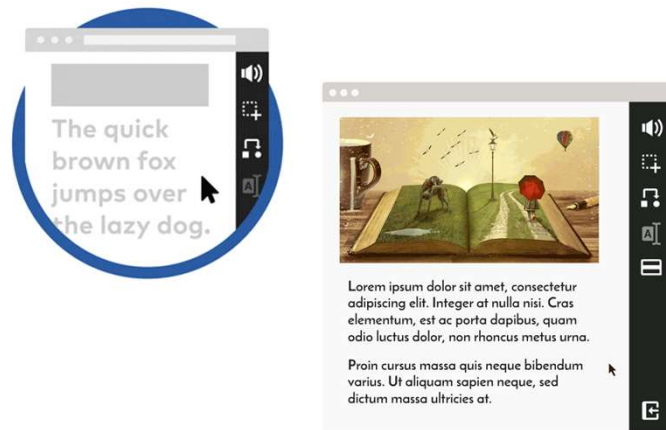 The quick
brown fox
jumps over
the lazy dog.
Lorem ipsum dolor sit amet, consectetur
adipiscing elit. Integer at nulla nisi. Cras
elementum, est ac porta dapibus, quam
odio luctus dolor, non rhoncus metus urna.
Proin cursus massa quis neque bibendum
varius. Ut aliquam sapien neque, sed
dictum massa ultricies at.